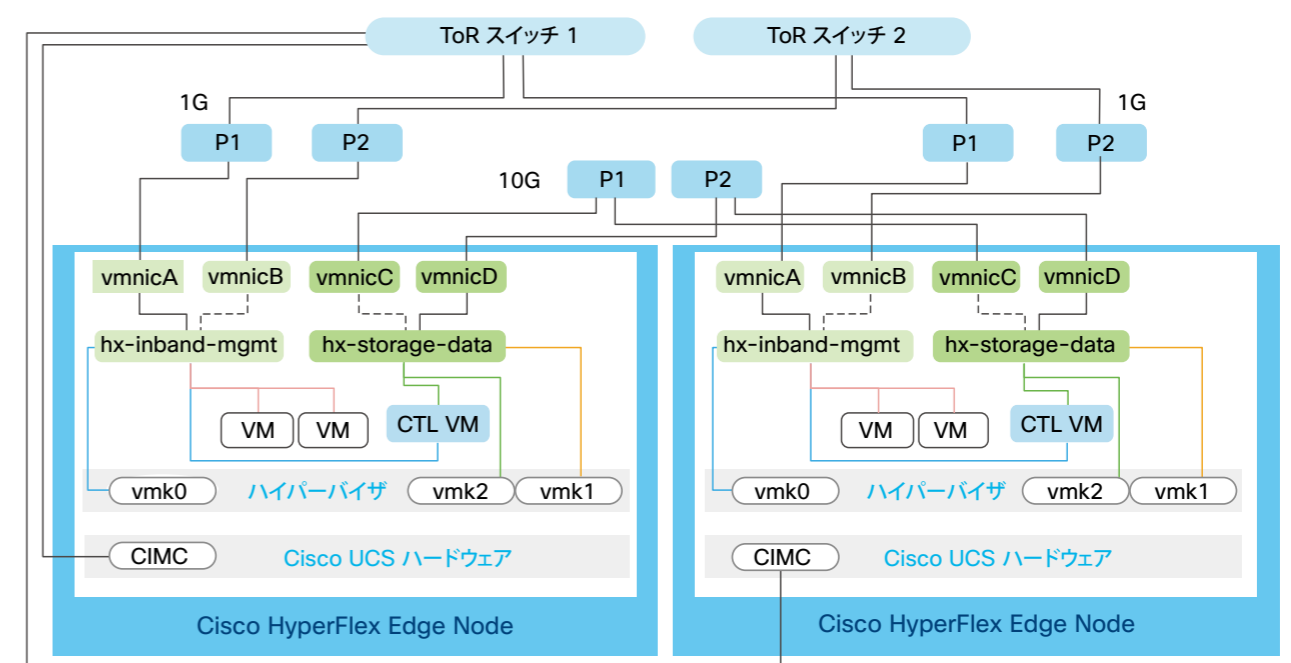 ToR スイッチ 1
ToR スイッチ 2
1G
1G
P1
P2
P1
P2
10G
P1
P2
vmnicA
vmnicB
vmnicC
vmnicD
vmnicA
vmnicB
vmnicC
vmnicD
hx-inband-mgmt
hx-storage-data
hx-inband-mgmt
hx-storage-data
VM
VM
CTL VM
VM
VM
CTL VM
vmk0
ハイパーバイザ
vmk2
vmk1
vmk0
ハイパーバイザ
vmk2
vmk1
CIMC
Cisco UCS ハードウェア
CIMC
Cisco UCS ハードウェア
Cisco HyperFlex Edge Node
Cisco HyperFlex Edge Node